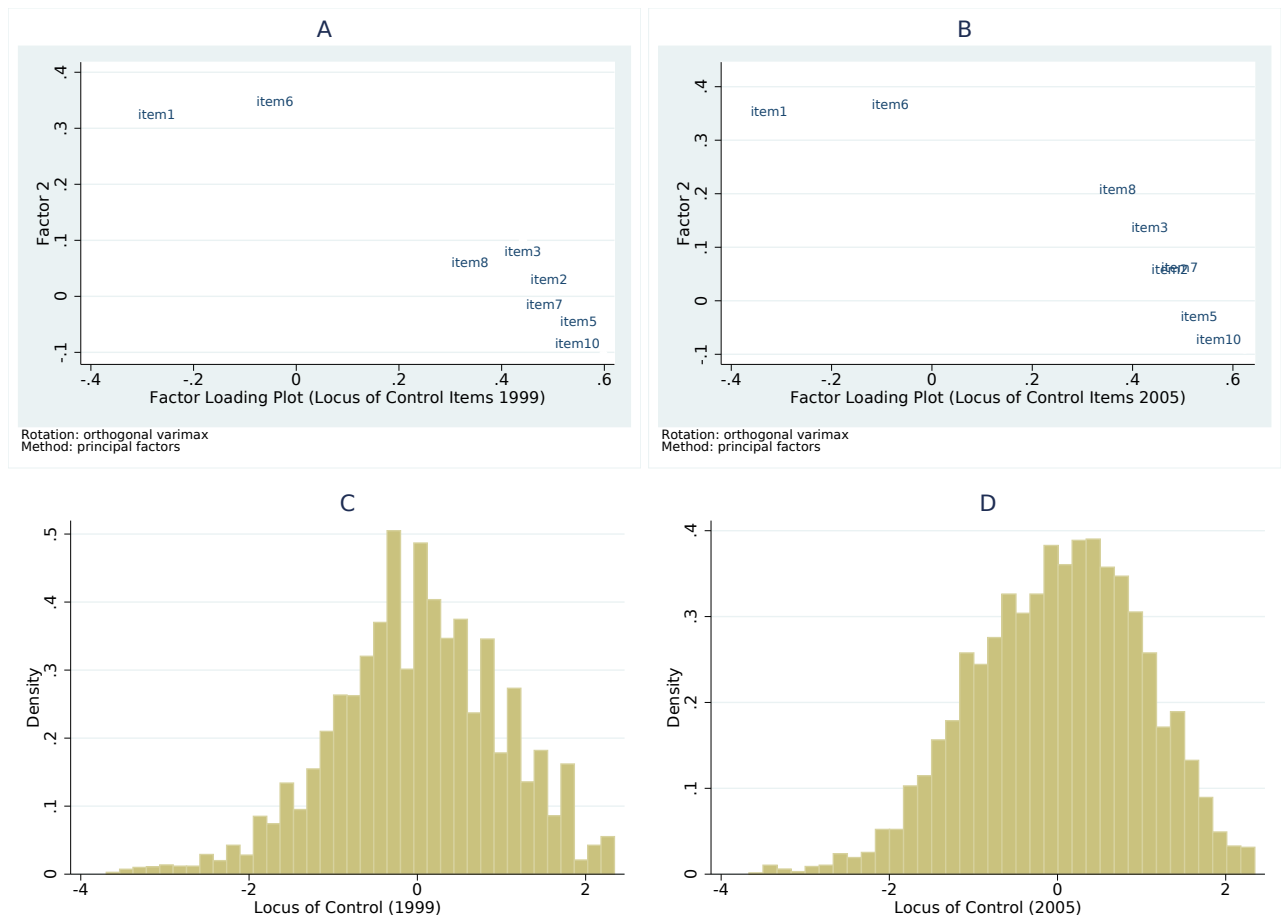 A
.4
.3
.2
.1
0
-.1
Factor 2
item1
item6
item3
item8
item2
item7
item5
item10
-.4
-.2
0
.2
.4
.6
Factor Loading Plot (Locus of Control Items 1999)
Rotation: orthogonal varimax
Method: principal factors
B
.4
.3
.2
.1
0
-.1
Factor 2
item1
item6
item8
item3
item7
item2
item5
item10
-.4
-.2
0
.2
.4
.6
Factor Loading Plot (Locus of Control Items 2005)
Rotation: orthogonal varimax
Method: principal factors
C
.5
.4
.3
.2
.1
0
Density
-4
-2
0
2
Locus of Control (1999)
D
.4
.3
.2
.1
0
Density
-4
-2
0
2
Locus of Control (2005)